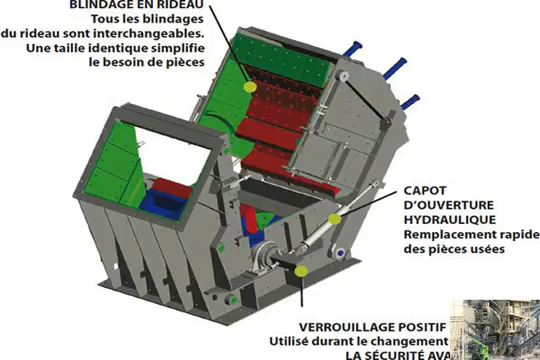 BLINDAGE EN RIDEAU
Tous les blindages
du rideau sont interchangeables.
Une taille identique simplifie
le besoin de pièces
CAPOT
D'OUVERTURE
HYDRAULIQUE
Remplacement rapide
des pièces usées
VERROUILLAGE POSITIF
Utilisé durant le changement
LA SÉCURITÉ AVA